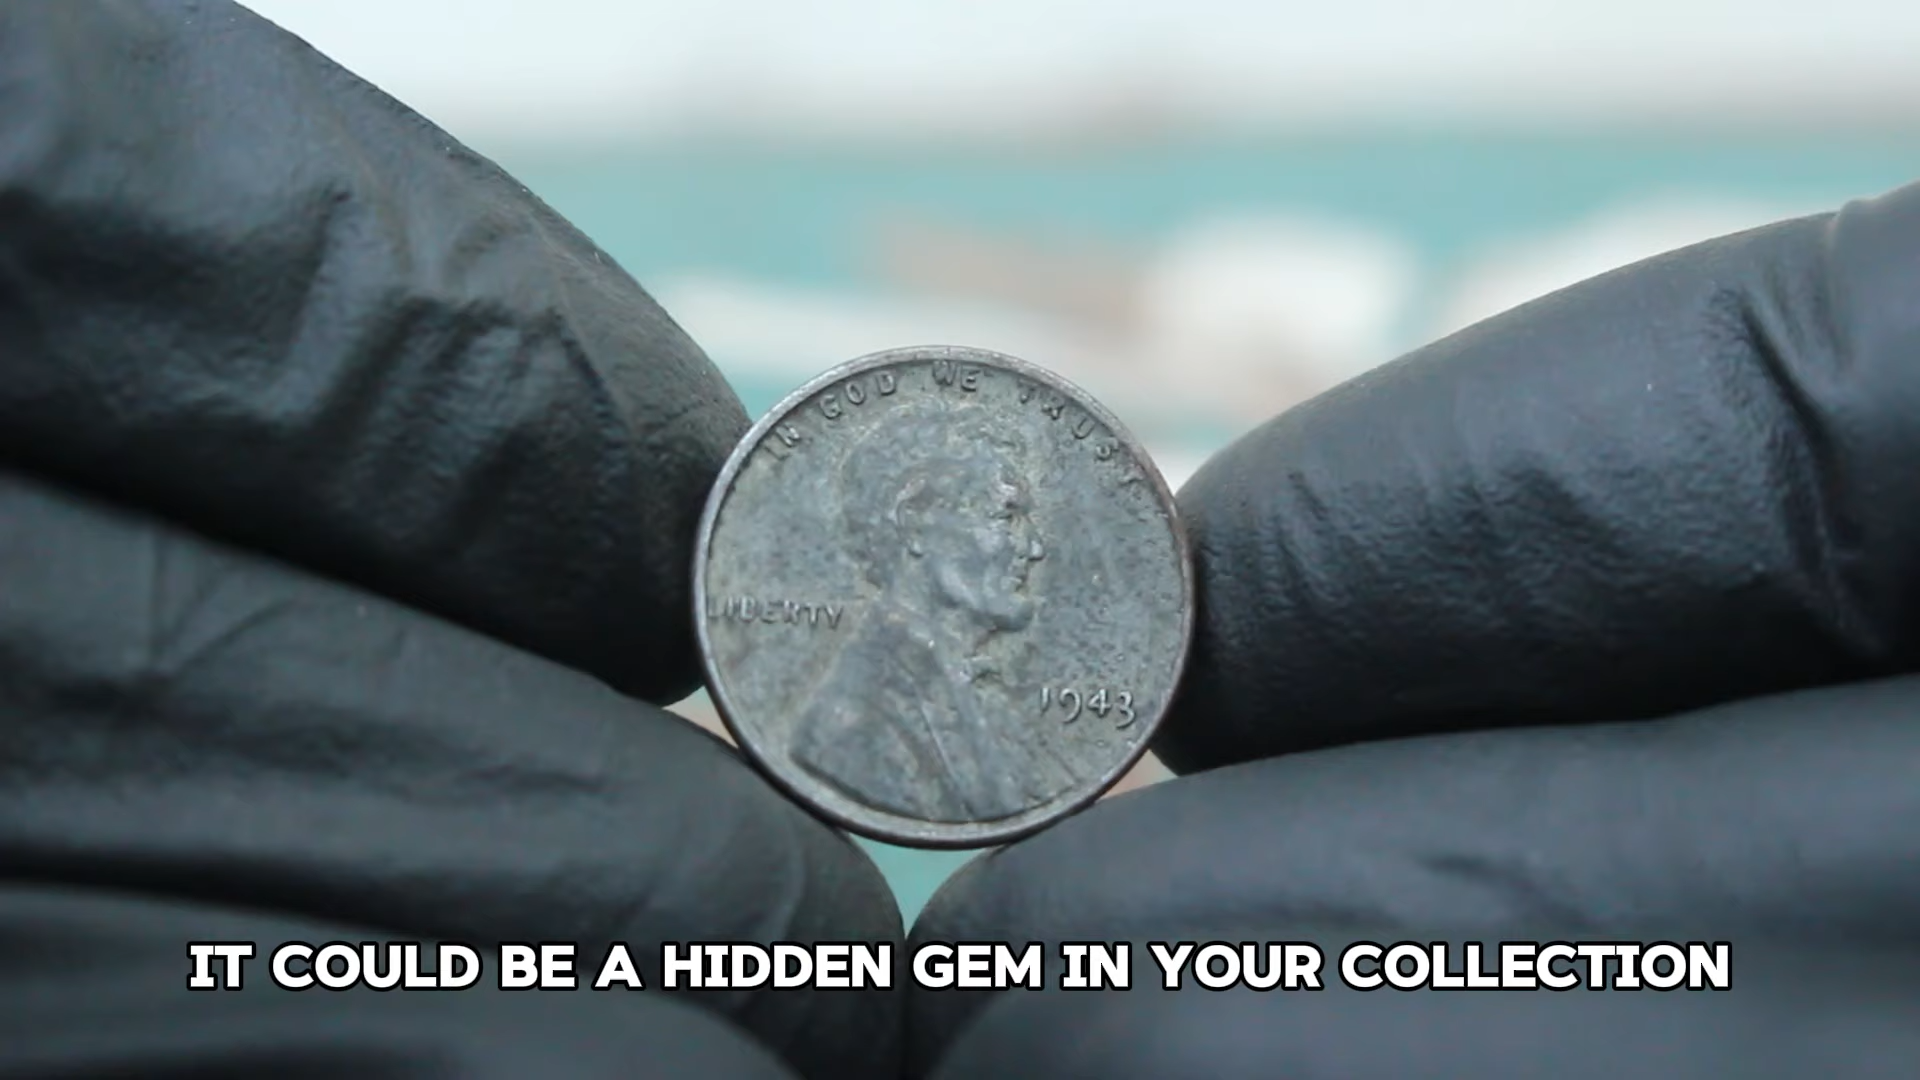 IN GOD WE TRUST
LIBERTY
1943
IT COULD BE A HIDDEN GEM IN YOUR COLLECTION